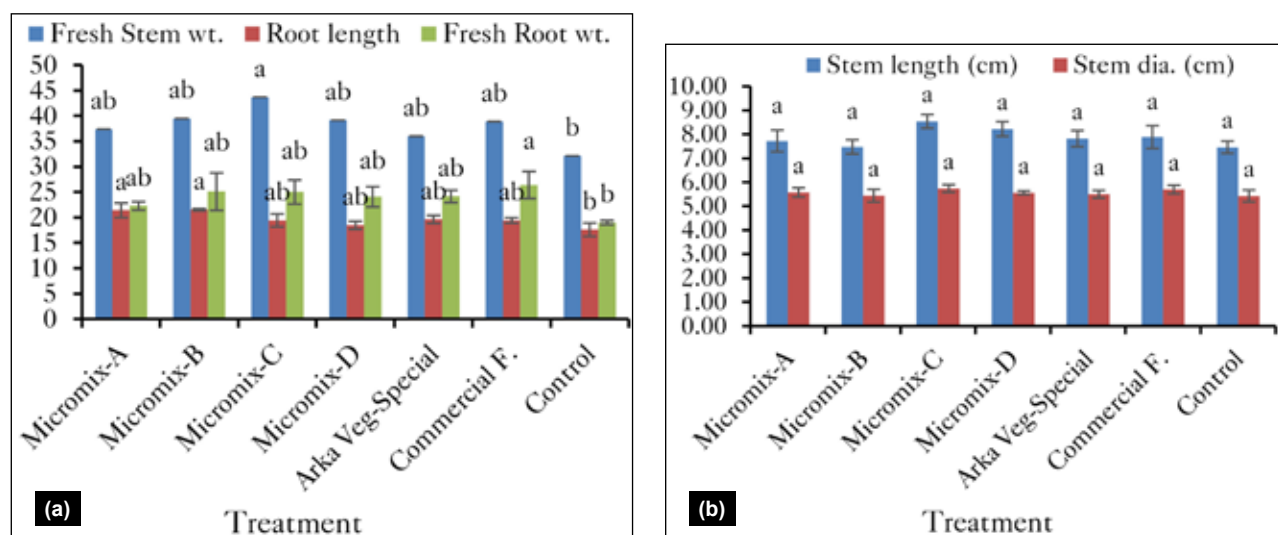 Fresh Stem wt. Root length Fresh Root wt.
50
45
40
35
30
25
20
15
10
5
0
ab ab a ab ab ab b
a ab a ab ab ab ab ab ab ab ab a b b
Micromix-A
Micromix-B
Micromix-C
Micromix-D
Arka Veg-Special
Commercial F.
Control
(a)
Treatment
Stem length (cm) Stem dia. (cm)
10.00
9.00
8.00
7.00
6.00
5.00
4.00
3.00
2.00
1.00
0.00
a a a a a a a
a a a a a a a
Micromix-A
Micromix-B
Micromix-C
Micromix-D
Arka Veg-Special
Commercial F.
Control
(b)
Treatment